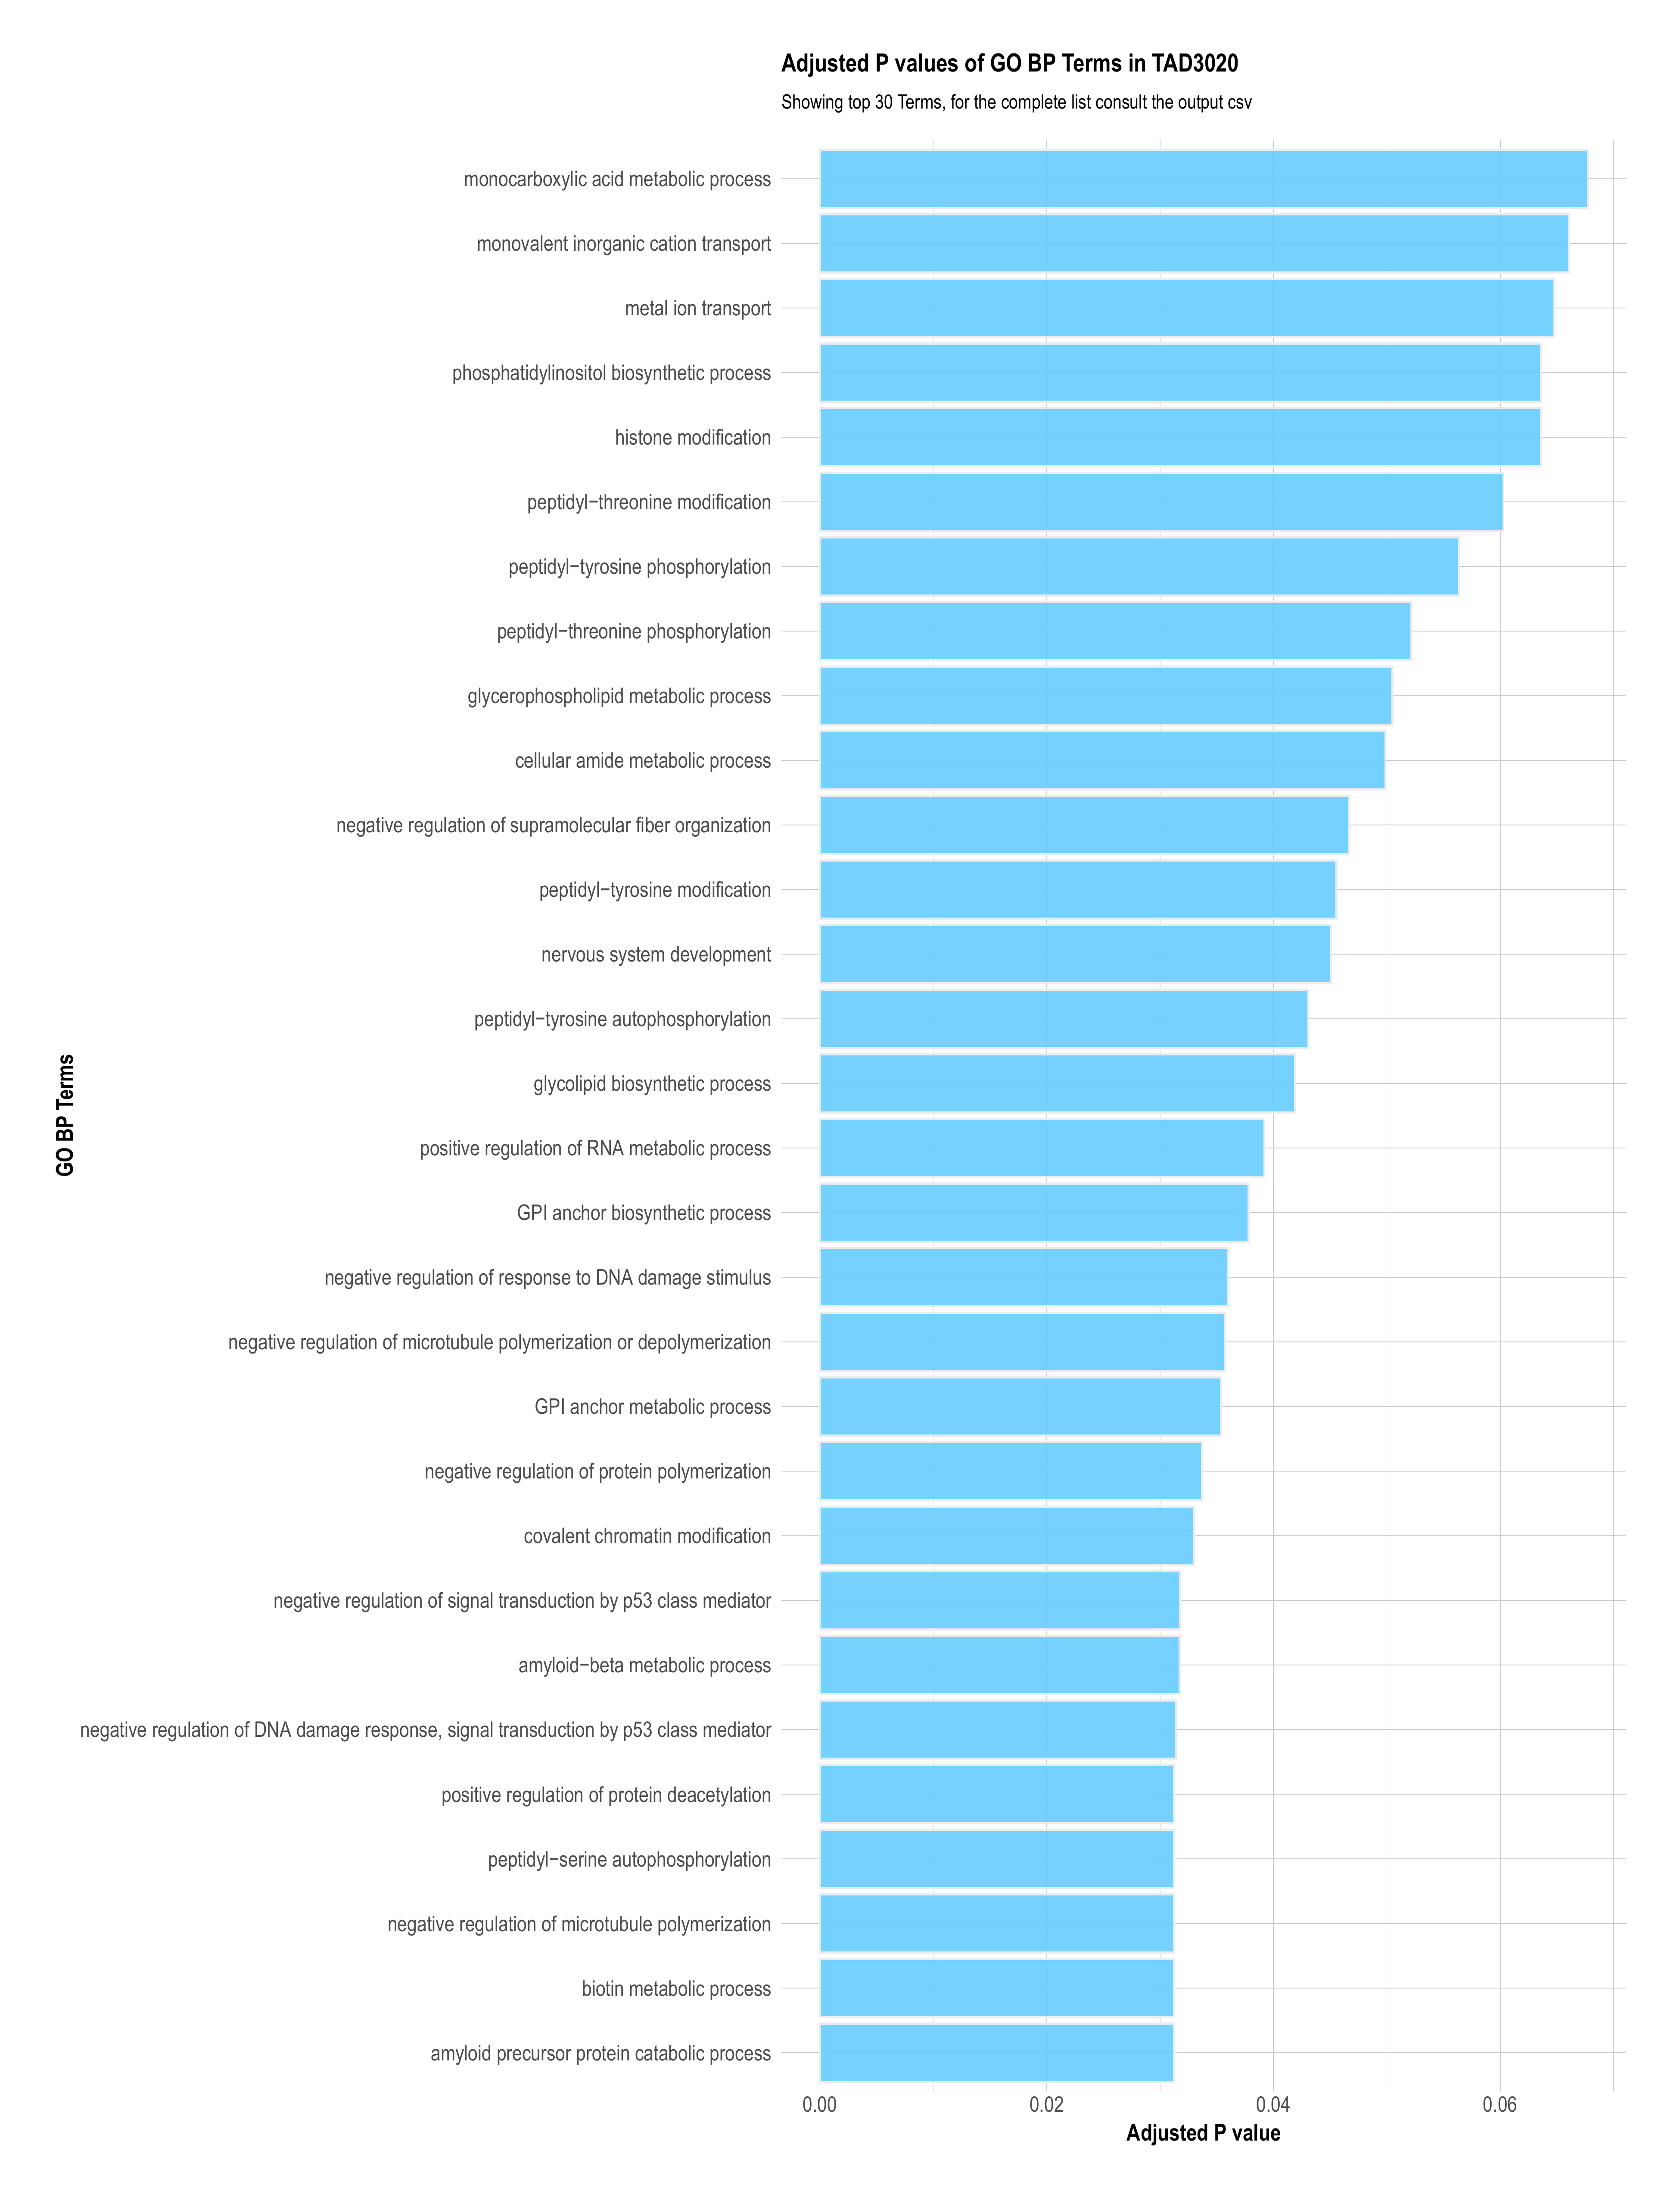 Adjusted P values of GO BP Terms in TAD3020
Showing top 30 Terms, for the complete list consult the output csv
monocarboxylic acid metabolic process
monovalent inorganic cation transport
metal ion transport
phosphatidylinositol biosynthetic process
histone modification
peptidyl−threonine modification
peptidyl−tyrosine phosphorylation
peptidyl−threonine phosphorylation
glycerophospholipid metabolic process
cellular amide metabolic process
negative regulation of supramolecular fiber organization
peptidyl−tyrosine modification
nervous system development
peptidyl−tyrosine autophosphorylation
glycolipid biosynthetic process
positive regulation of RNA metabolic process
GPI anchor biosynthetic process
negative regulation of response to DNA damage stimulus
negative regulation of microtubule polymerization or depolymerization
GPI anchor metabolic process
negative regulation of protein polymerization
covalent chromatin modification
negative regulation of signal transduction by p53 class mediator
amyloid−beta metabolic process
negative regulation of DNA damage response, signal transduction by p53 class mediator
positive regulation of protein deacetylation
peptidyl−serine autophosphorylation
negative regulation of microtubule polymerization
biotin metabolic process
amyloid precursor protein catabolic process
GO BP Terms
0.00 0.02 0.04 0.06
Adjusted P value